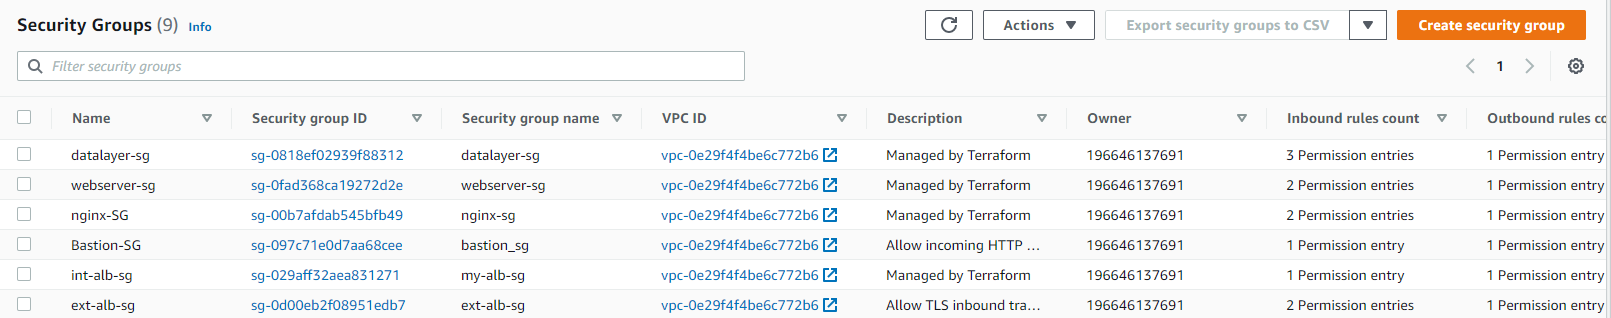 Security Groups (9) Info Actions Export security groups to CSV Create security group
Filter security groups 1
Name Security group ID Security group name VPC ID Description Owner Inbound rules count Outbound rules co
datalayer-sg sg-0818ef02939f88312 datalayer-sg vpc-0e29f4f4be6c772b6 Managed by Terraform 196646137691 3 Permission entries 1 Permission entry
webserver-sg sg-0fad368ca19272d2e webserver-sg vpc-0e29f4f4be6c772b6 Managed by Terraform 196646137691 2 Permission entries 1 Permission entry
nginx-SG sg-00b7afdab545bfb49 nginx-sg vpc-0e29f4f4be6c772b6 Managed by Terraform 196646137691 2 Permission entries 1 Permission entry
Bastion-SG sg-097c71e0d7aa68cee bastion_sg vpc-0e29f4f4be6c772b6 Allow incoming HTTP ... 196646137691 1 Permission entry 1 Permission entry
int-alb-sg sg-029aff32aea831271 my-alb-sg vpc-0e29f4f4be6c772b6 Managed by Terraform 196646137691 1 Permission entry 1 Permission entry
ext-alb-sg sg-0d00eb2f08951edb7 ext-alb-sg vpc-0e29f4f4be6c772b6 Allow TLS inbound tra... 196646137691 2 Permission entries 1 Permission entry